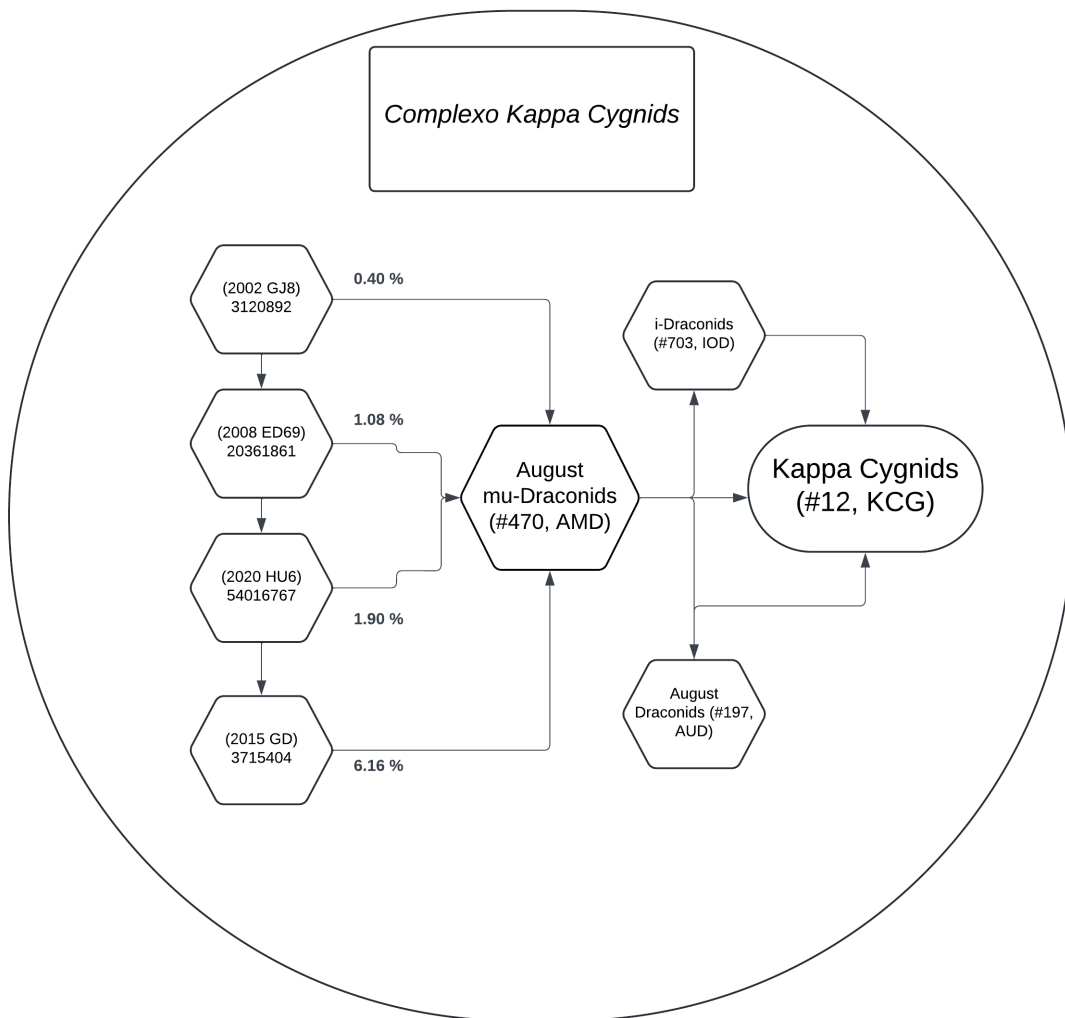 Complexo Kappa Cygnids
(2002 GJ8)
3120892
0.40 %
(2008 ED69)
20361861
1.08 %
(2020 HU6)
54016767
1.90 %
(2015 GD)
3715404
6.16 %
August
mu-Draconids
(#470, AMD)
i-Draconids
(#703, IOD)
Kappa Cygnids
(#12, KCG)
August
Draconids (#197,
AUD)